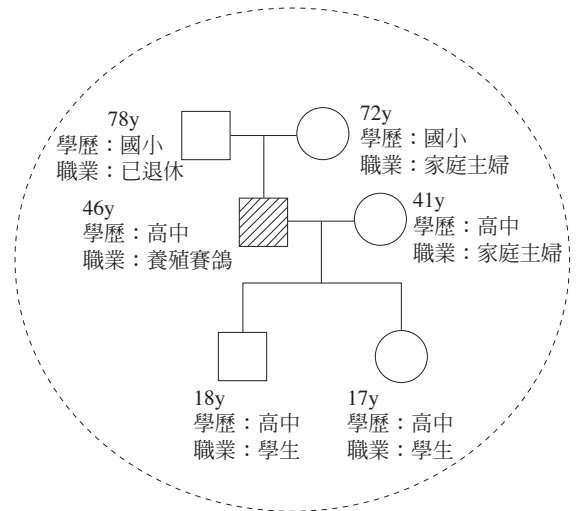 78y
學歷：國小
職業：已退休
72y
學歷：國小
職業：家庭主婦
46y
學歷：高中
職業：養殖賽鴿
41y
學歷：高中
職業：家庭主婦
18y
學歷：高中
職業：學生
17y
學歷：高中
職業：學生